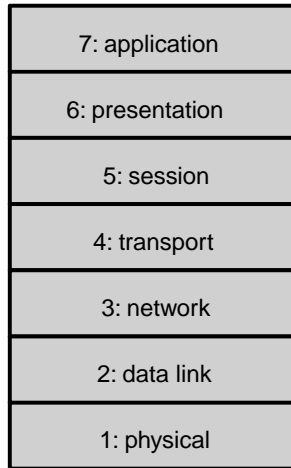 7: application
6: presentation
5: session
4: transport
3: network
2: data link
1: physical